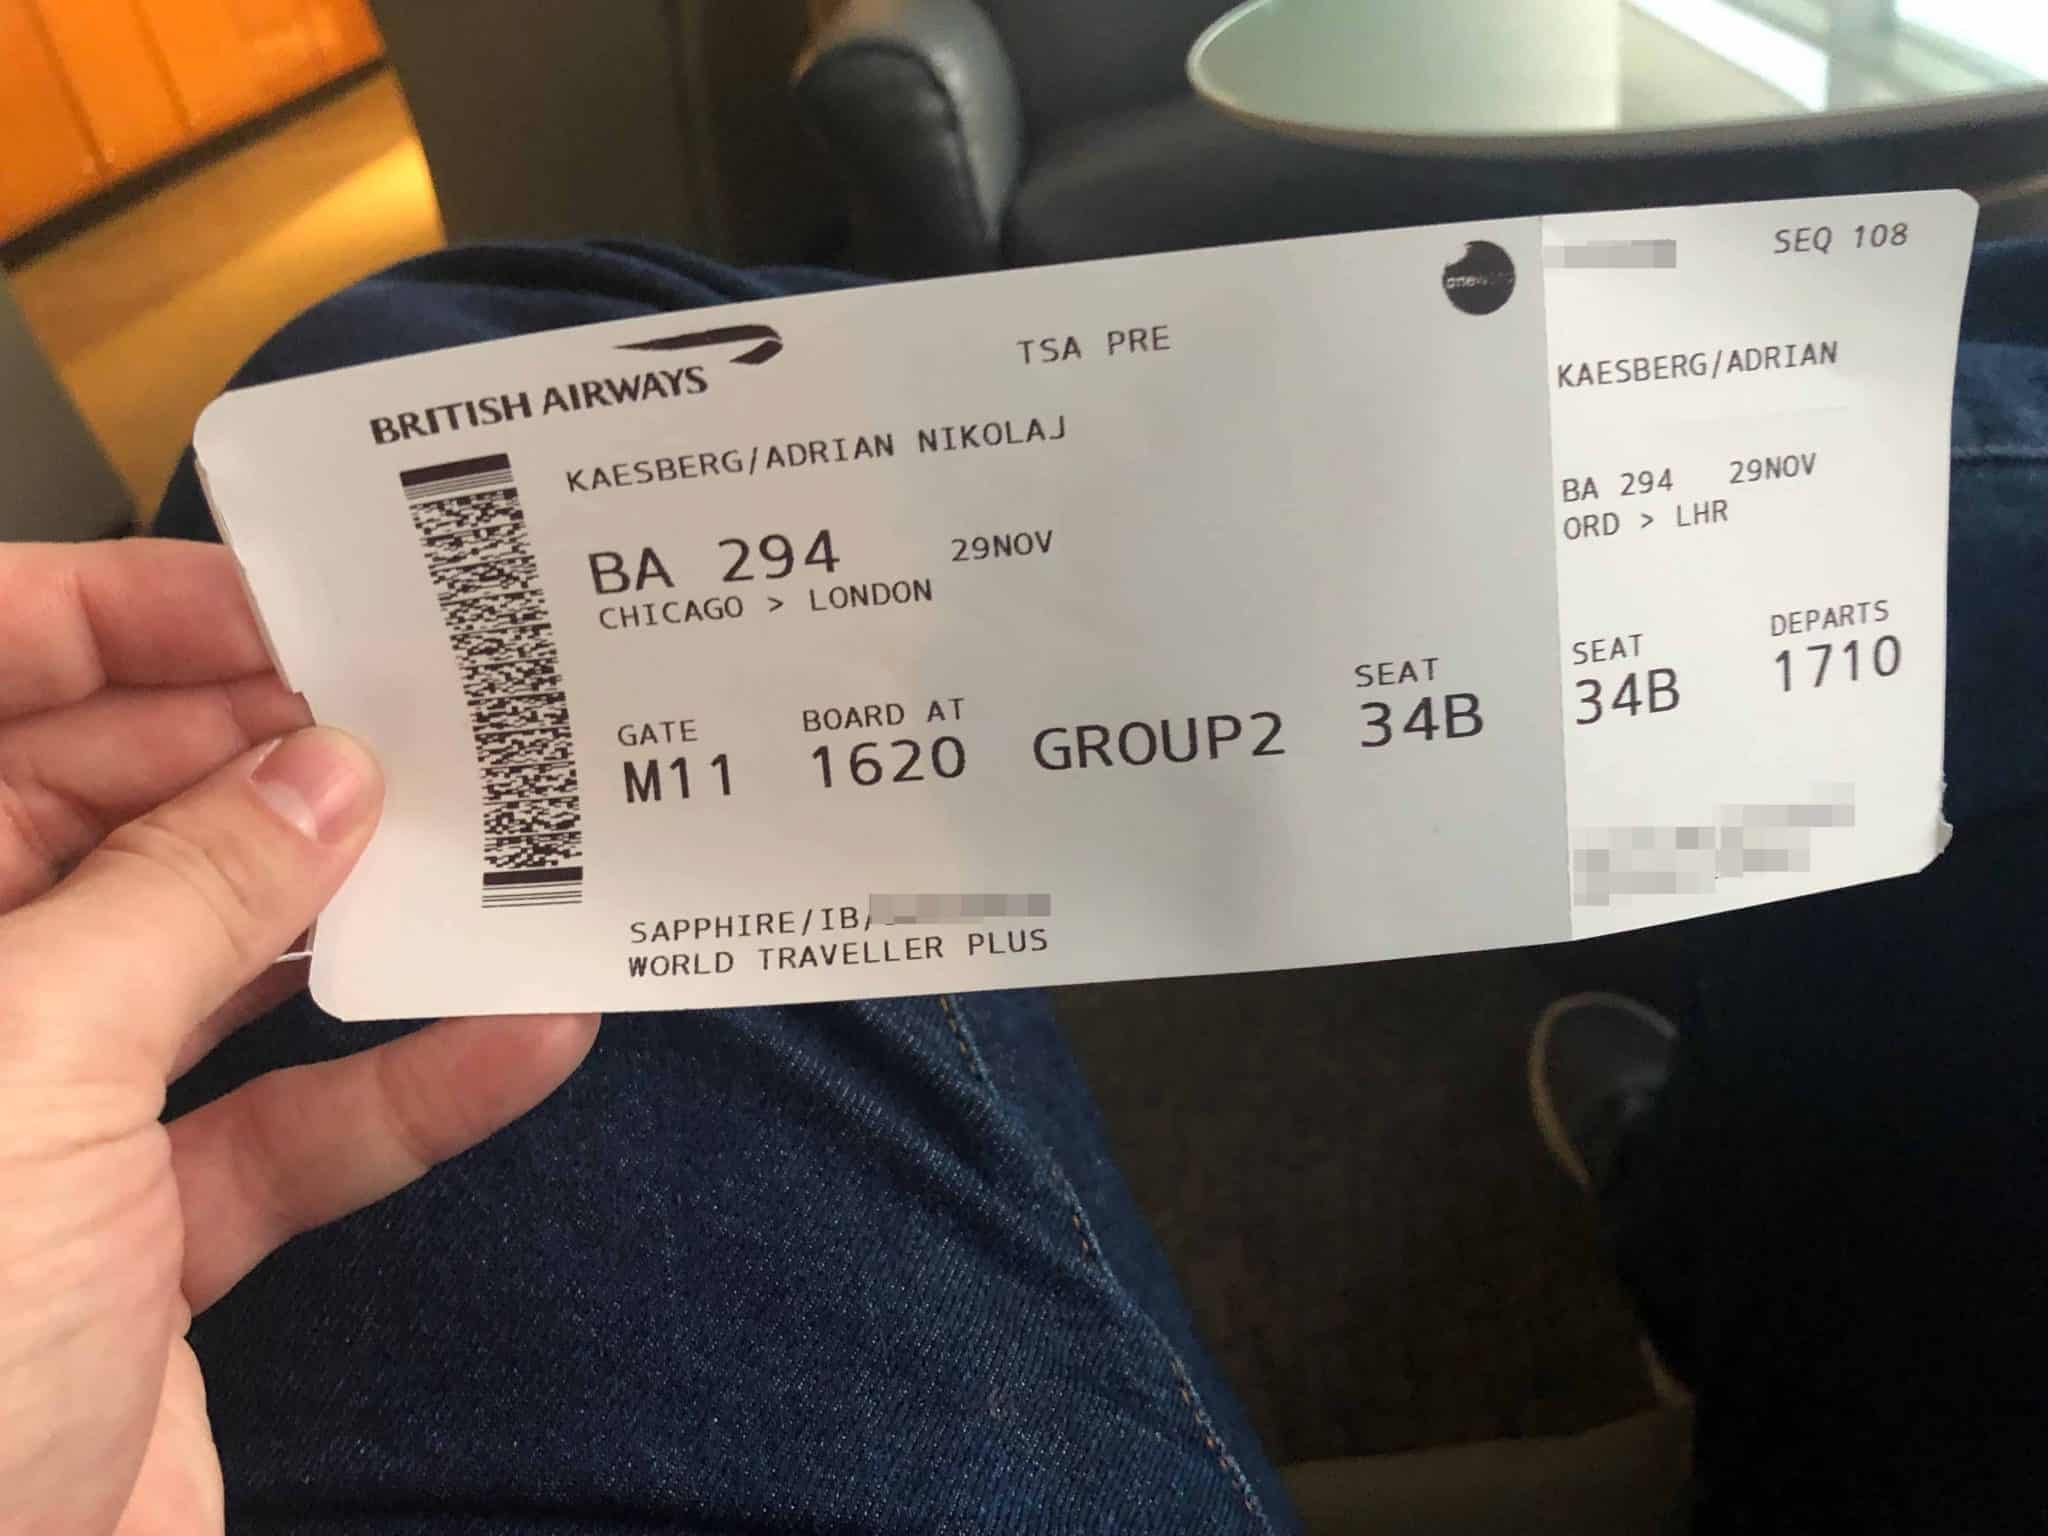 BRITISH AIRWAYS
TSA PRE
KAESBERG/ADRIAN NIKOLAJ
BA 294 29NOV
CHICAGO > LONDON
GATE BOARD AT SEAT
M11 1620 GROUP2 34B
SAPPHIRE/IB/
WORLD TRAVELLER PLUS
SEQ 108
KAESBERG/ADRIAN
BA 294 29NOV
ORD > LHR
SEAT DEPARTS
34B 1710